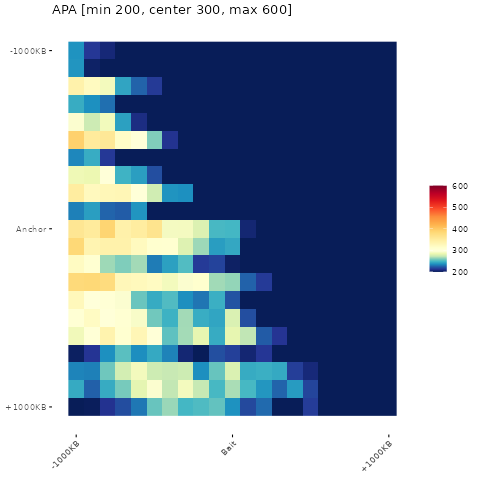 APA [min 200, center 300, max 600]
-1000KB
Anchor
+1000KB
-1000KB
Bait
+1000KB
600
500
400
300
200